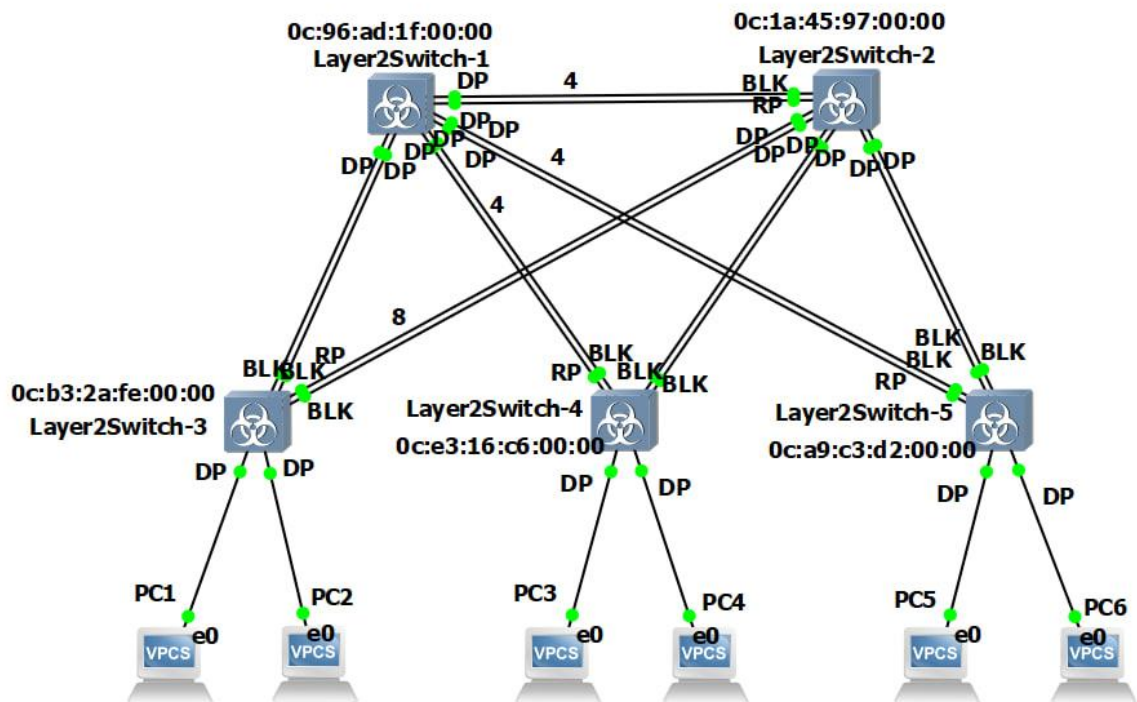 0c:96:ad:1f:00:00
Layer2Switch-1
0c:1a:45:97:00:00
Layer2Switch-2
DP
4
BLK
RP
DP
DP
DP
DP
DP
DP
DP
DP
DP
DP
DP
DP
DP
DP
4
4
8
BLK
BLK
RP
BLK
0c:b3:2a:fe:00:00
Layer2Switch-3
RP
BLK
BLK
BLK
Layer2Switch-4
0c:e3:16:c6:00:00
BLK
BLK
RP
BLK
Layer2Switch-5
0c:a9:c3:d2:00:00
DP
DP
DP
DP
DP
DP
PC1
e0
VPCS
PC2
e0
VPCS
PC3
e0
VPCS
PC4
e0
VPCS
PC5
e0
VPCS
PC6
e0
VPCS